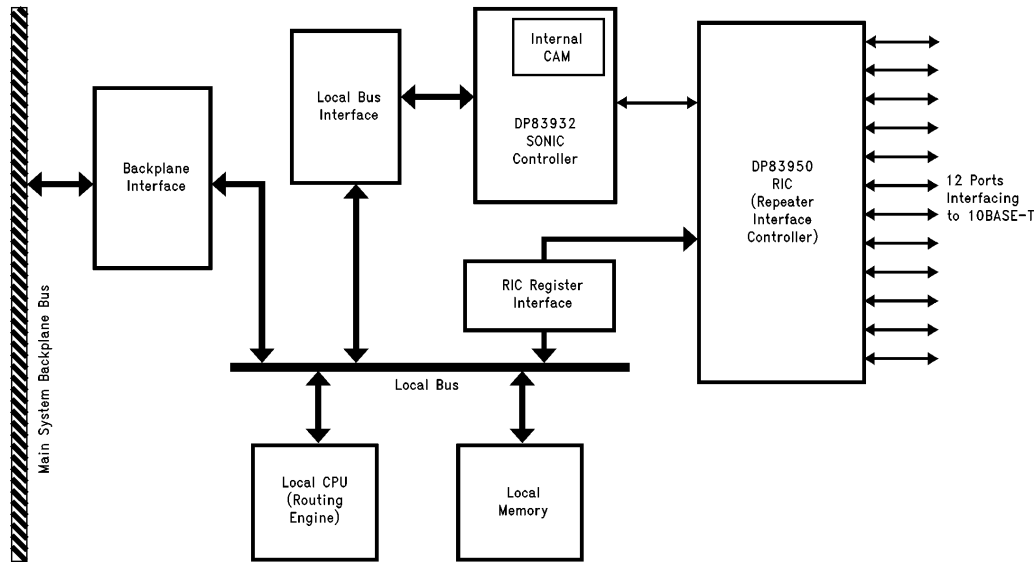 Internal
CAM
Local Bus
Interface
DP83932
SONIC
Controller
Backplane
Interface
DP83950
RIC
(Repeater
Interface
Controller)
12 Ports
Interfacing
to 10BASE-T
RIC Register
Interface
Main System Backplane Bus
Local Bus
Local CPU
(Routing
Engine)
Local
Memory